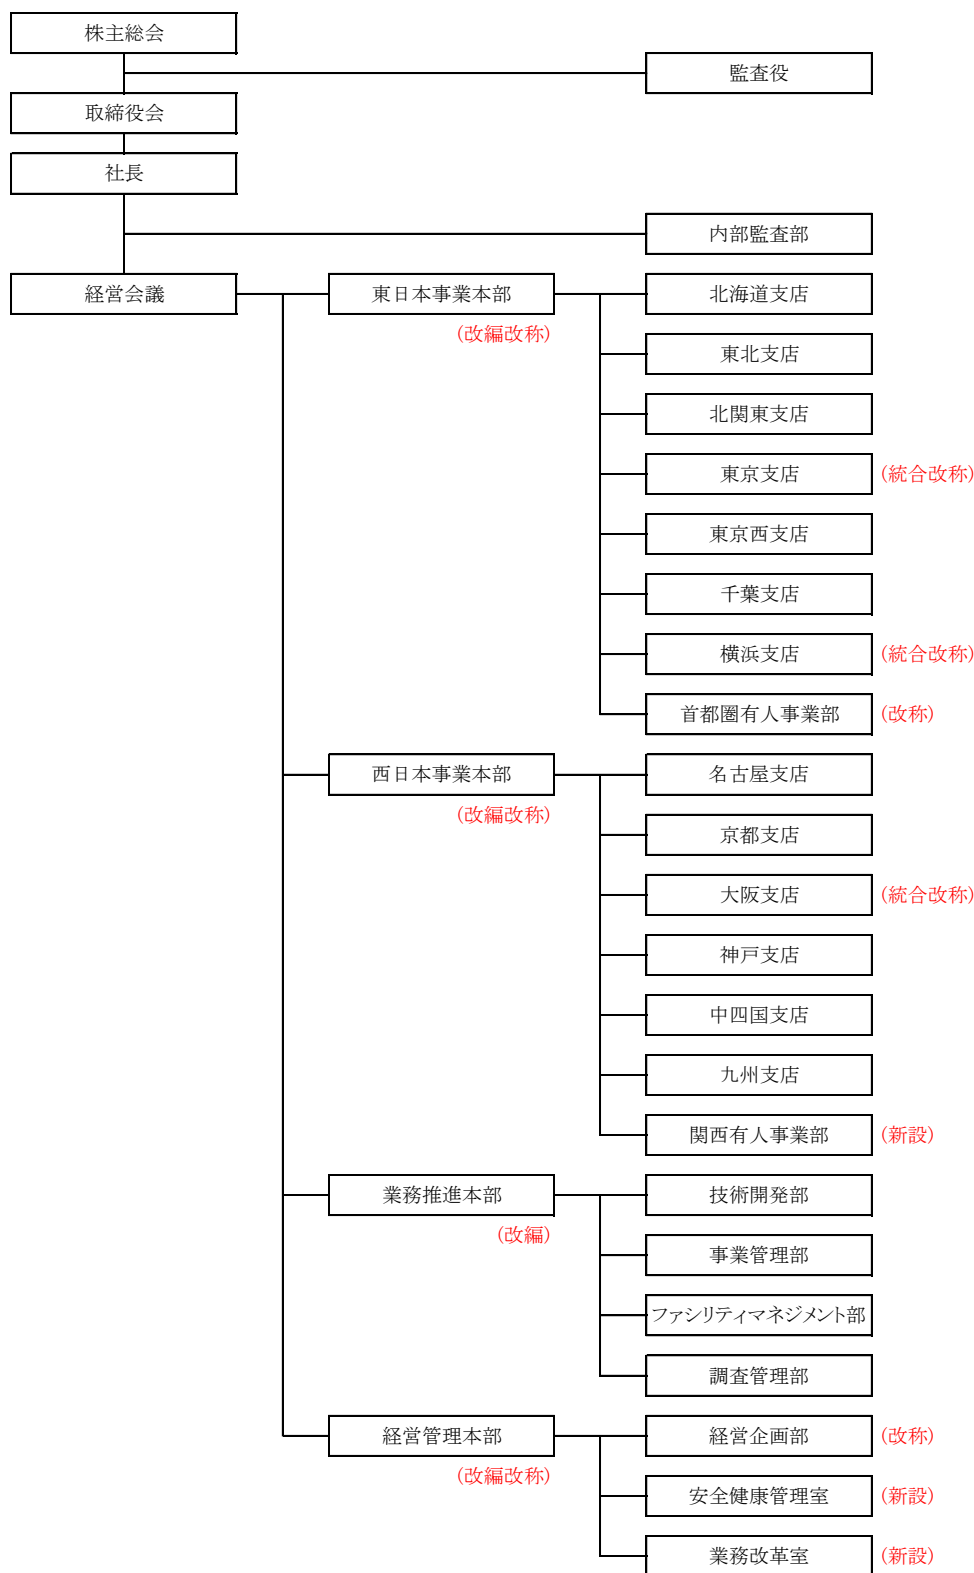 株主総会
監査役
取締役会
社長
内部監査部
経営会議
東日本事業本部
(改編改称)
北海道支店
東北支店
北関東支店
東京支店
(統合改称)
東京西支店
千葉支店
横浜支店
(統合改称)
首都圏有人事業部
(改称)
西日本事業本部
(改編改称)
名古屋支店
京都支店
大阪支店
(統合改称)
神戸支店
中四国支店
九州支店
関西有人事業部
(新設)
業務推進本部
(改編)
技術開発部
事業管理部
ファシリティマネジメント部
調査管理部
経営管理本部
(改編改称)
経営企画部
(改称)
安全健康管理室
(新設)
業務改革室
(新設)